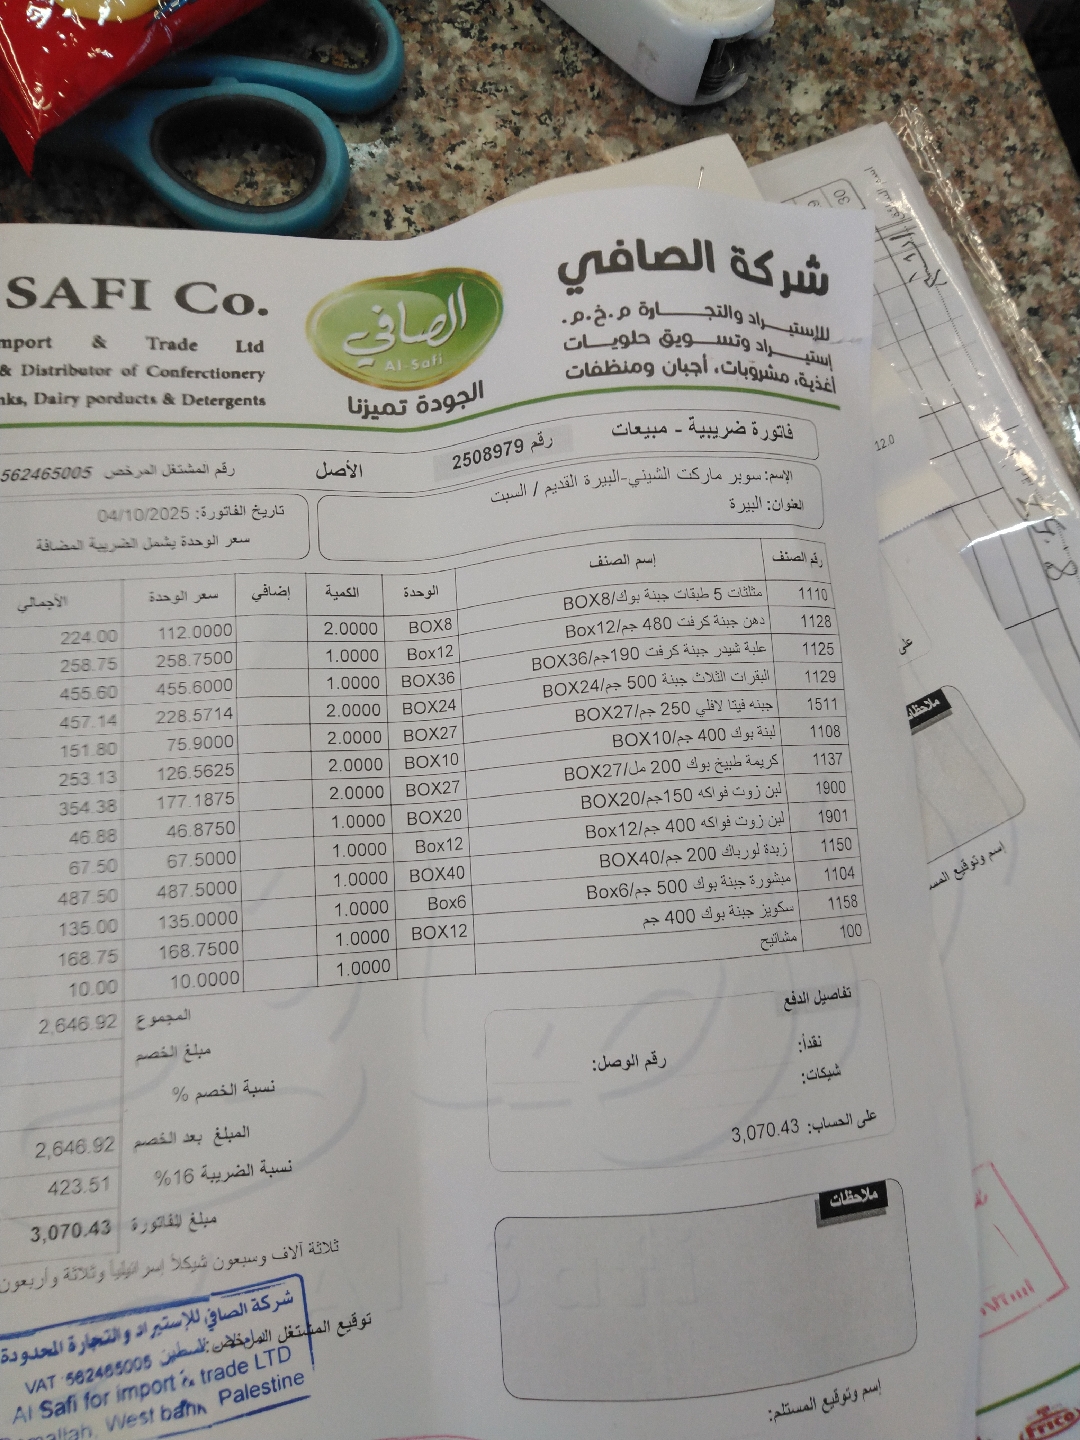 SAFI Co.
mport & Trade Ltd
& Distributor of Conferctionery
nks, Dairy porducts & Detergents
الصافي
Al-Safi
الجودة تميزنا
شركة الصافي
للإستيراد والتجارة م.خ.م.
إستيراد وتسويق حلويات
أغذية، مشروبات، أجبان ومنظفات
فاتورة ضريبية - مبيعات رقم 2508979
الأصل
رقم المشتغل المرخص 562465005
الإسم: سوبر ماركت الشيني-البيرة القديم / السبت
العنوان: البيرة
تاريخ الفاتورة: 04/10/2025
سعر الوحدة يشمل الضريبة المضافة
رقم الصنف إسم الصنف الوحدة الكمية إضافي سعر الوحدة الأجمالي
1110 مثلثات 5 طبقات جبنة بوك/BOX8 BOX8 2.0000 112.0000 224.00
1128 دهن جبنة كرفت 480 جم/Box12 Box12 1.0000 258.7500 258.75
1125 علبة شيدر جبنة كرفت 190جم/BOX36 BOX36 1.0000 455.6000 455.60
1129 البقرات الثلاث جبنة 500 جم/BOX24 BOX24 2.0000 228.5714 457.14
1511 جبنه فيتا لافلي 250 جم/BOX27 BOX27 2.0000 75.9000 151.80
1108 لبنة بوك 400 جم/BOX10 BOX10 2.0000 126.5625 253.13
1137 كريمة طبيخ بوك 200 مل/BOX27 BOX27 2.0000 177.1875 354.38
1900 لبن زوت فواكه 150جم/BOX20 BOX20 1.0000 46.8750 46.88
1901 لبن زوت فواكه 400 جم/Box12 Box12 1.0000 67.5000 67.50
1150 زبدة لورباك 200 جم/BOX40 BOX40 1.0000 487.5000 487.50
1104 مبشورة جبنة بوك 500 جم/Box6 Box6 1.0000 135.0000 135.00
1158 سكويز جبنة بوك 400 جم BOX12 1.0000 168.7500 168.75
100 مشاتيح 1.0000 10.0000 10.00
المجموع 2,646.92
مبلغ الخصم
نسبة الخصم %
المبلغ بعد الخصم 2,646.92
نسبة الضريبة 16% 423.51
مبلغ الفاتورة 3,070.43
ثلاثة آلاف وسبعون شيكلاً إسرائيلياً وثلاثة وأربعون
تفاصيل الدفع
نقداً:
رقم الوصل:
شيكات:
على الحساب: 3,070.43
ملاحظات
توقيع المشتغل المرخص:
شركة الصافي للإستيراد والتجارة المحدودة
فلسطين
VAT 562465005
Al Safi for import & trade LTD
West bank, Palestine
إسم وتوقيع المستلم:
12.0
30
على
ملاحظات
إسم وتوقيع المس
Frico